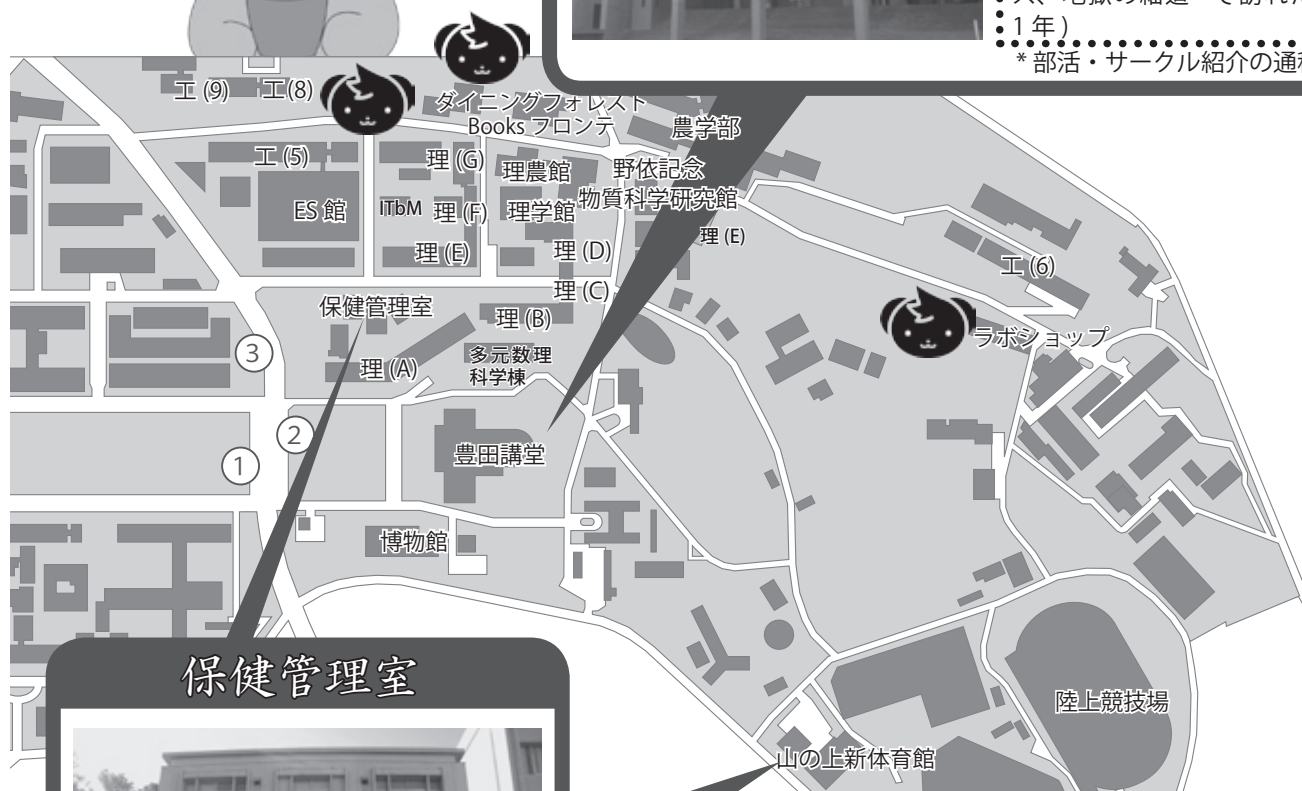 1年)
*部活・サークル紹介の通
工(9)
工(8)
ダイニングフォレスト
Books フロンテ
農学部
工(5)
理(G)
理農館
野依記念
物質科学研究館
ES館
ITbM
理(F)
理学館
理(E)
理(D)
理(E)
工(6)
理(C)
保健管理室
理(B)
ラボショップ
③
理(A)
多元数理
科学棟
②
①
豊田講堂
博物館
保健管理室
陸上競技場
山の上新体育館